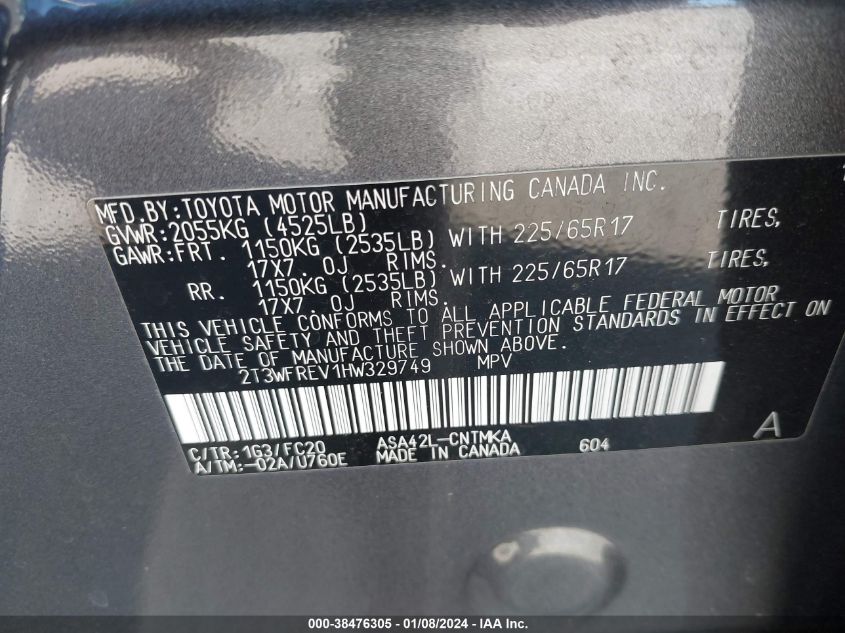 MFD.BY:TOYOTA MOTOR MANUFACTURING CANADA INC.
GVWR:2055KG (4525LB)
GAWR:FRT. 1150KG (2535LB) WITH 225/65R17 TIRES,
17X7.0J RIMS.
RR. 1150KG (2535LB) WITH 225/65R17 TIRES,
17X7.0J RIMS.
THIS VEHICLE CONFORMS TO ALL APPLICABLE FEDERAL MOTOR
VEHICLE SAFETY AND THEFT PREVENTION STANDARDS IN EFFECT ON
THE DATE OF MANUFACTURE SHOWN ABOVE.
2T3WFREV1HW329749 MPV
C/TR:1G3/FC20 ASA42L-CNTMKA 604 A
A/TM:-02A/U760E MADE IN CANADA
000-38476305 - 01/08/2024 - IAA Inc.